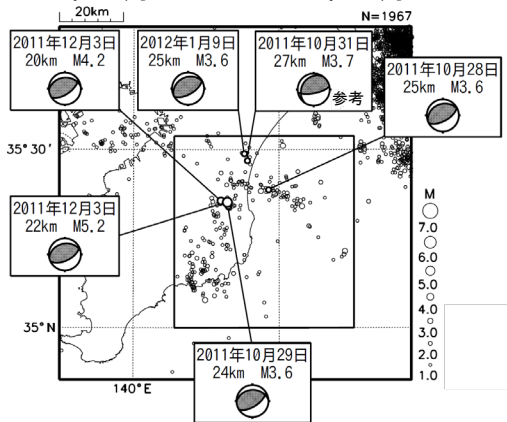 20km
N=1967
2011年12月3日
20km M4.2
2012年1月9日
25km M3.6
2011年10月31日
27km M3.7
参考
2011年10月28日
25km M3.6
35°30′
2011年12月3日
22km M5.2
M
7.0
6.0
5.0
4.0
3.0
2.0
1.0
35°N
2011年10月29日
24km M3.6
140°E